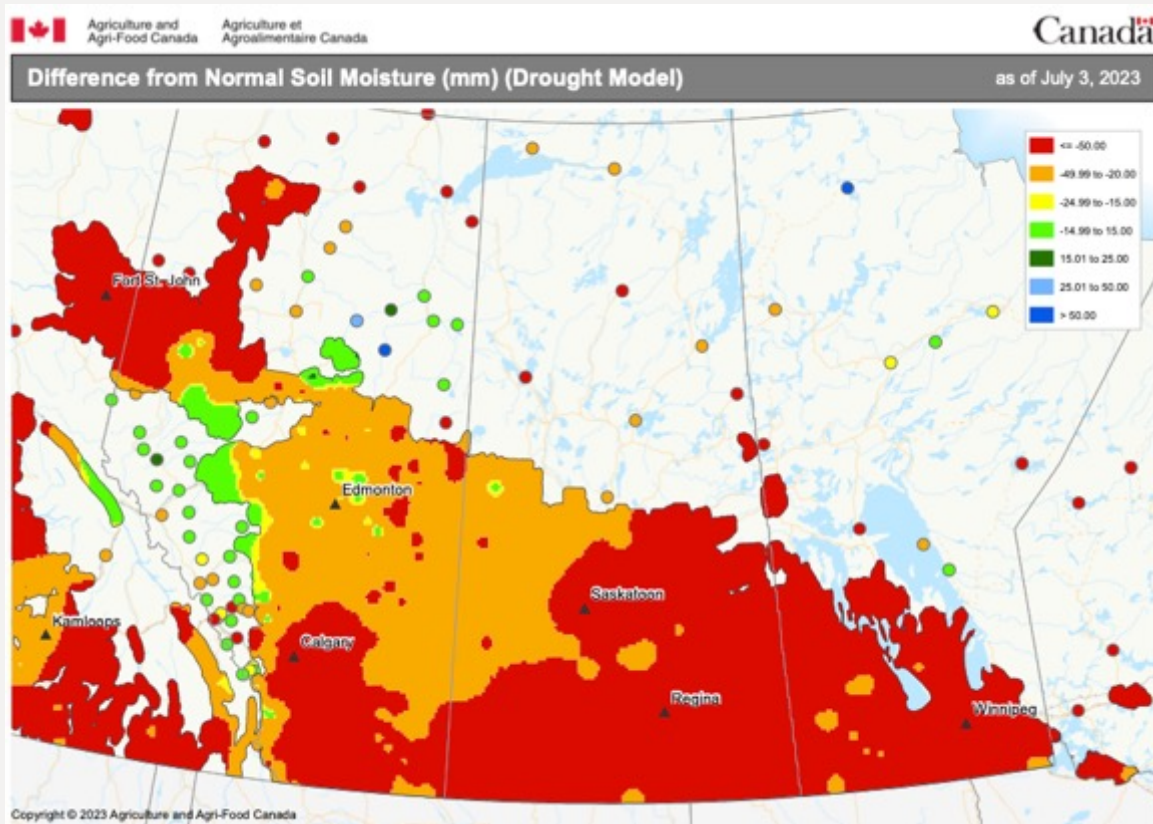 Agriculture and
Agri-Food Canada
Agriculture et
Agroalimentaire Canada
Canada
Difference from Normal Soil Moisture (mm) (Drought Model)
as of July 3, 2023
<= -50.00
-49.99 to -20.00
-24.99 to -15.00
-14.99 to 15.00
15.01 to 25.00
25.01 to 50.00
> 50.00
Fort St. John
Edmonton
Saskatoon
Kamloops
Calgary
Regina
Winnipeg
Copyright © 2023 Agriculture and Agri-Food Canada